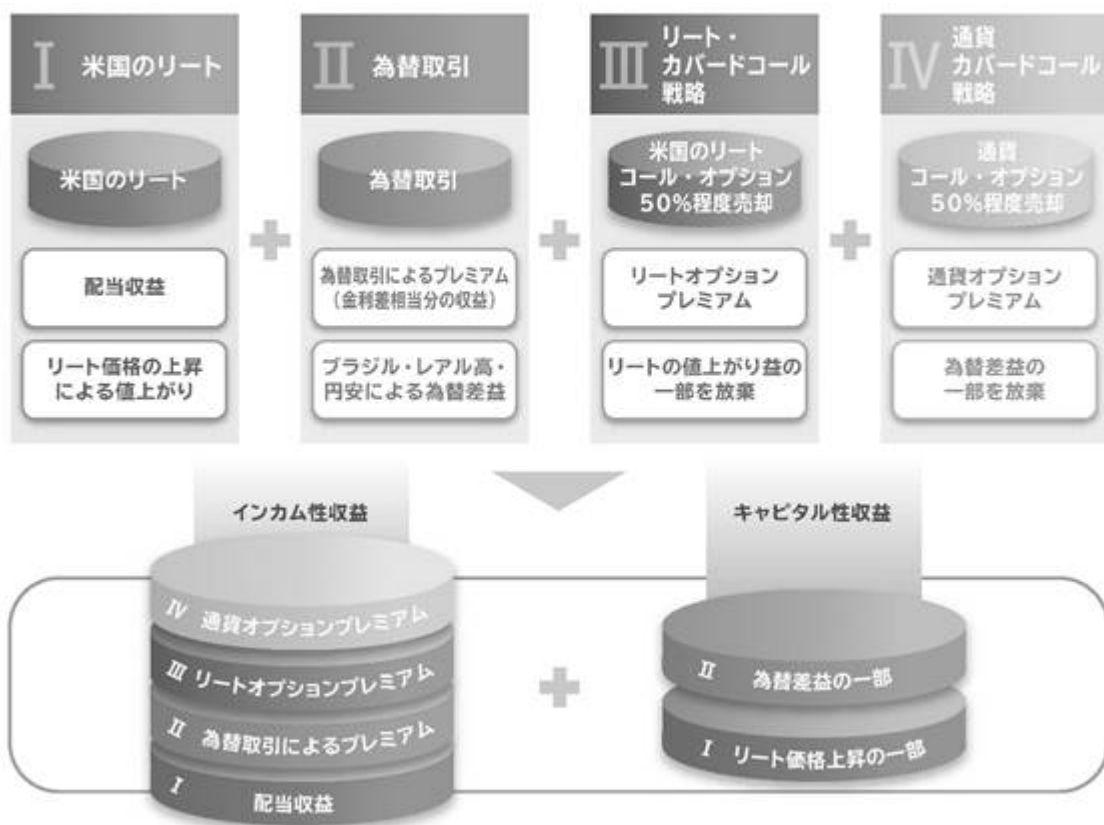 I 米国のリート
II 為替取引
III リート・
カバードコール
戦略
IV 通貨
カバードコール
戦略
米国のリート
為替取引
米国のリート
コール・オプション
50%程度売却
通貨
コール・オプション
50%程度売却
配当収益
為替取引によるプレミアム
（金利差相当分の収益）
リートオプション
プレミアム
通貨オプション
プレミアム
リート価格の上昇
による値上がり
ブラジル・レアル高・
円安による為替差益
リートの値上がり益の
一部を放棄
為替差益の
一部を放棄
インカム性収益
キャピタル性収益
IV 通貨オプションプレミアム
III リートオプションプレミアム
II 為替取引によるプレミアム
I 配当収益
II 為替差益の一部
I リート価格上昇の一部